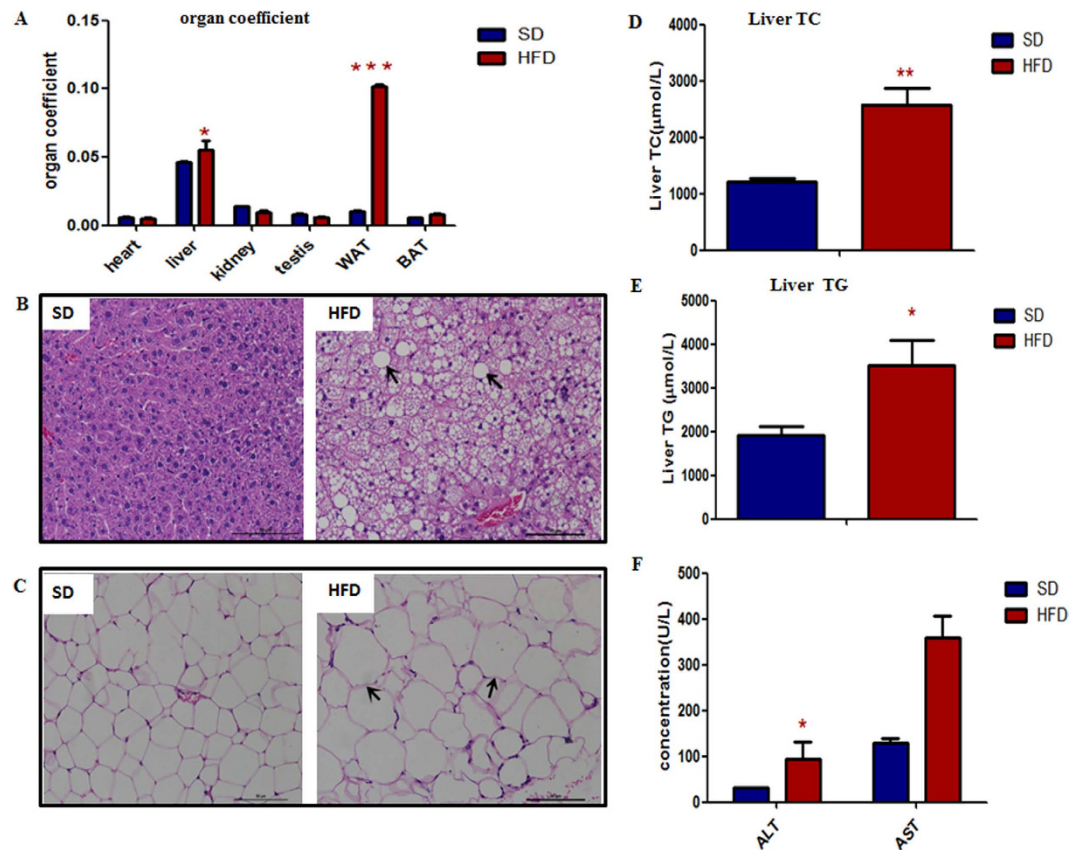 A
organ coefficient
organ coefficient
0.15
0.10
0.05
0.00
SD
HFD
*
***
heart
liver
kidney
testis
WAT
BAT
B
SD
HFD
C
SD
HFD
D
Liver TC
Liver TC(μmol/L)
4000
3000
2000
1000
0
**
SD
HFD
E
Liver TG
Liver TG (μmol/L)
5000
4000
3000
2000
1000
0
*
SD
HFD
F
concentration(U/L)
500
400
300
200
100
0
*
SD
HFD
ALT
AST